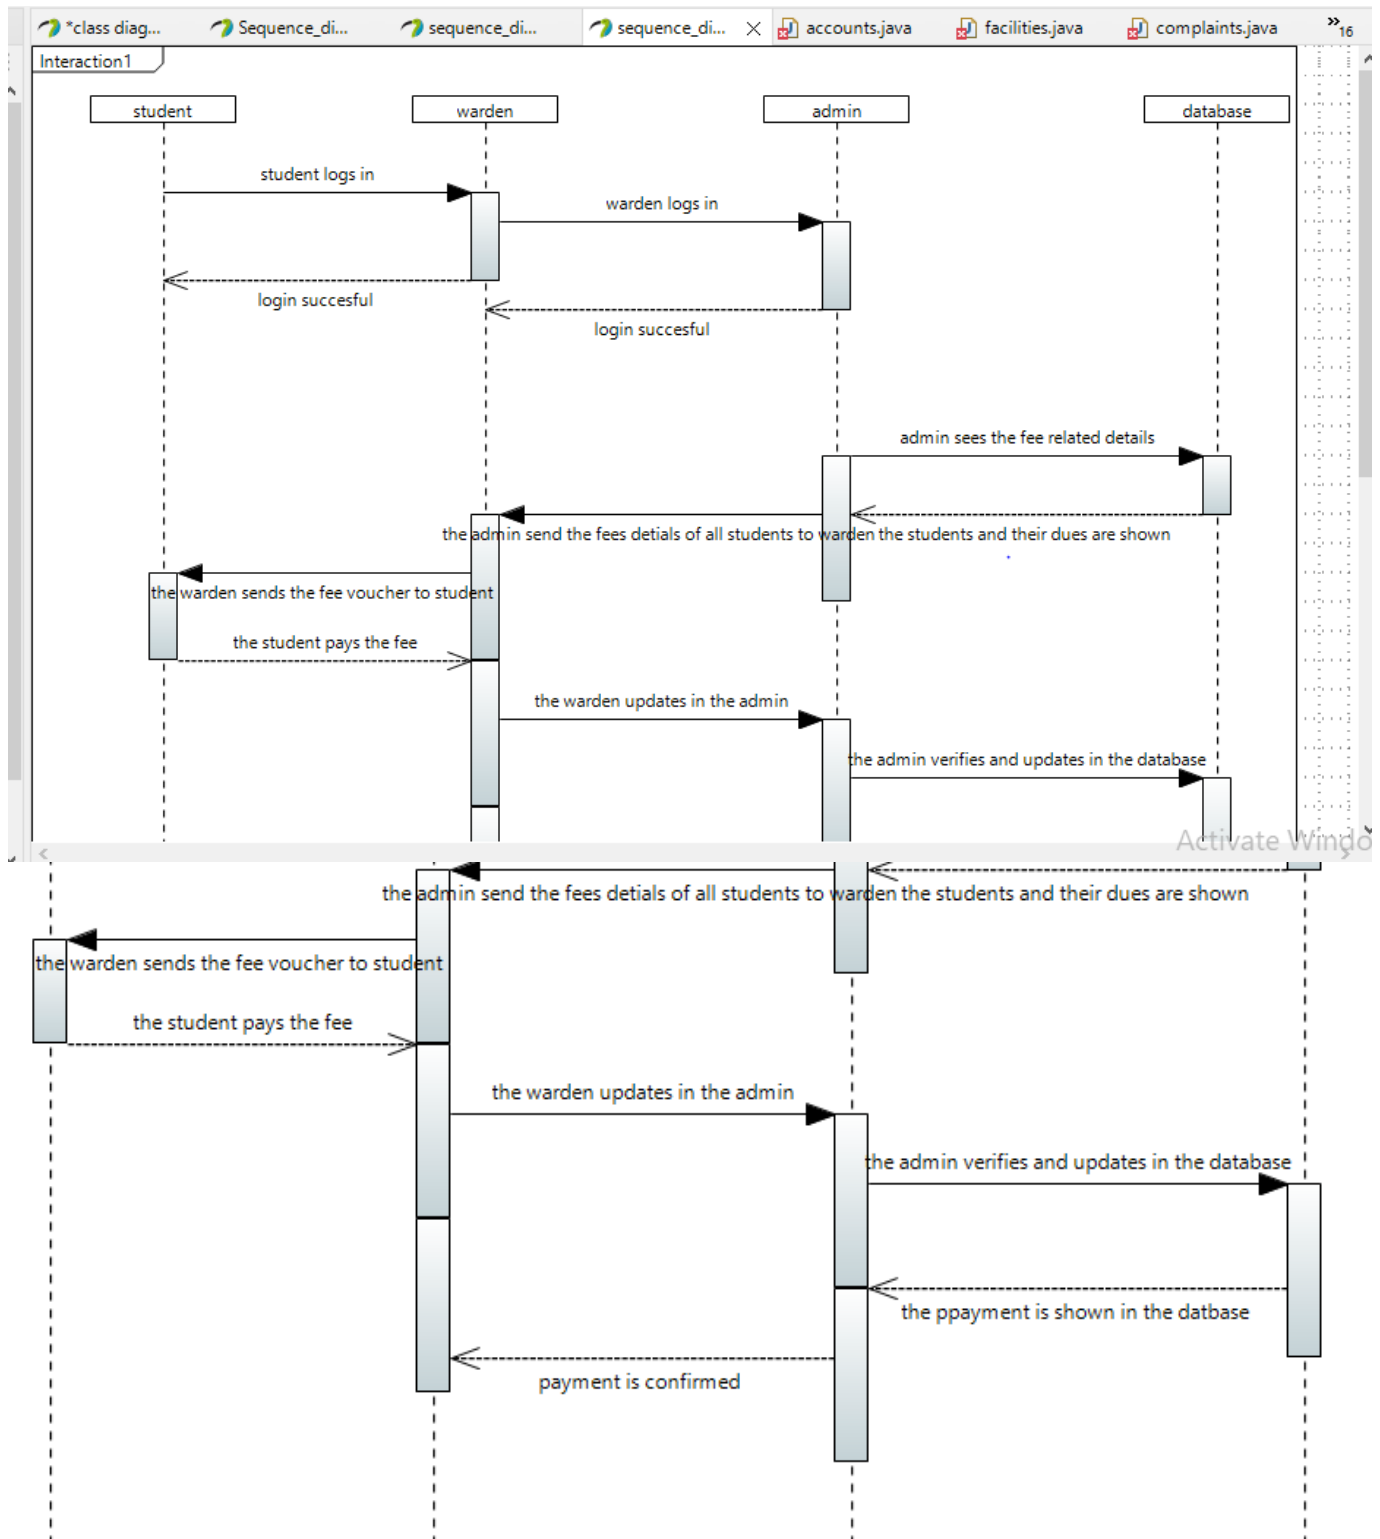 *class diag...
Sequence_di...
sequence_di...
sequence_di...
accounts.java
facilities.java
complaints.java
»16
Interaction1
student
warden
admin
database
student logs in
warden logs in
login succesful
login succesful
admin sees the fee related details
the admin send the fees detials of all students to warden the students and their dues are shown
the warden sends the fee voucher to student
the student pays the fee
the warden updates in the admin
the admin verifies and updates in the database
Activate Windo
the admin send the fees detials of all students to warden the students and their dues are shown
the warden sends the fee voucher to student
the student pays the fee
the warden updates in the admin
the admin verifies and updates in the database
the ppayment is shown in the datbase
payment is confirmed